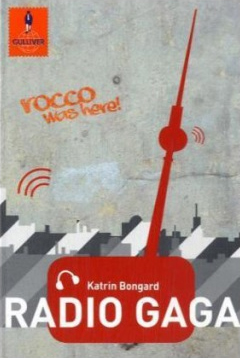 GULLIVER
rocco
was here!
Katrin Bongard
RADIO GAGA